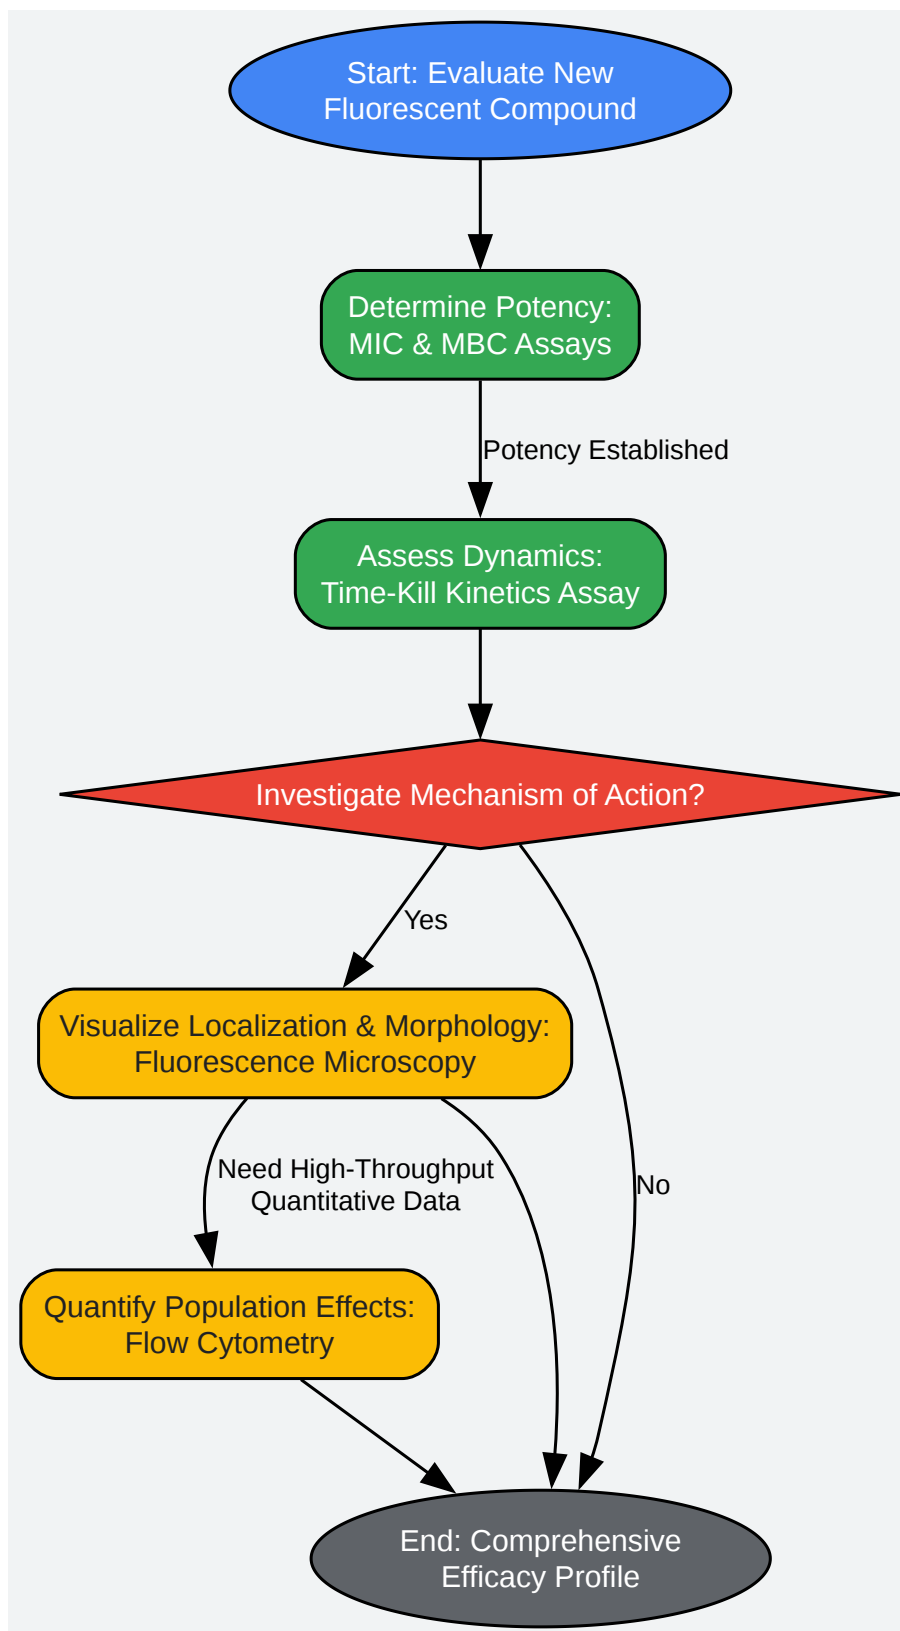 Start: Evaluate New
Fluorescent Compound
Determine Potency:
MIC & MBC Assays
Potency Established
Assess Dynamics:
Time-Kill Kinetics Assay
Investigate Mechanism of Action?
Yes
Visualize Localization & Morphology:
Fluorescence Microscopy
Need High-Throughput
Quantitative Data
No
Quantify Population Effects:
Flow Cytometry
End: Comprehensive
Efficacy Profile